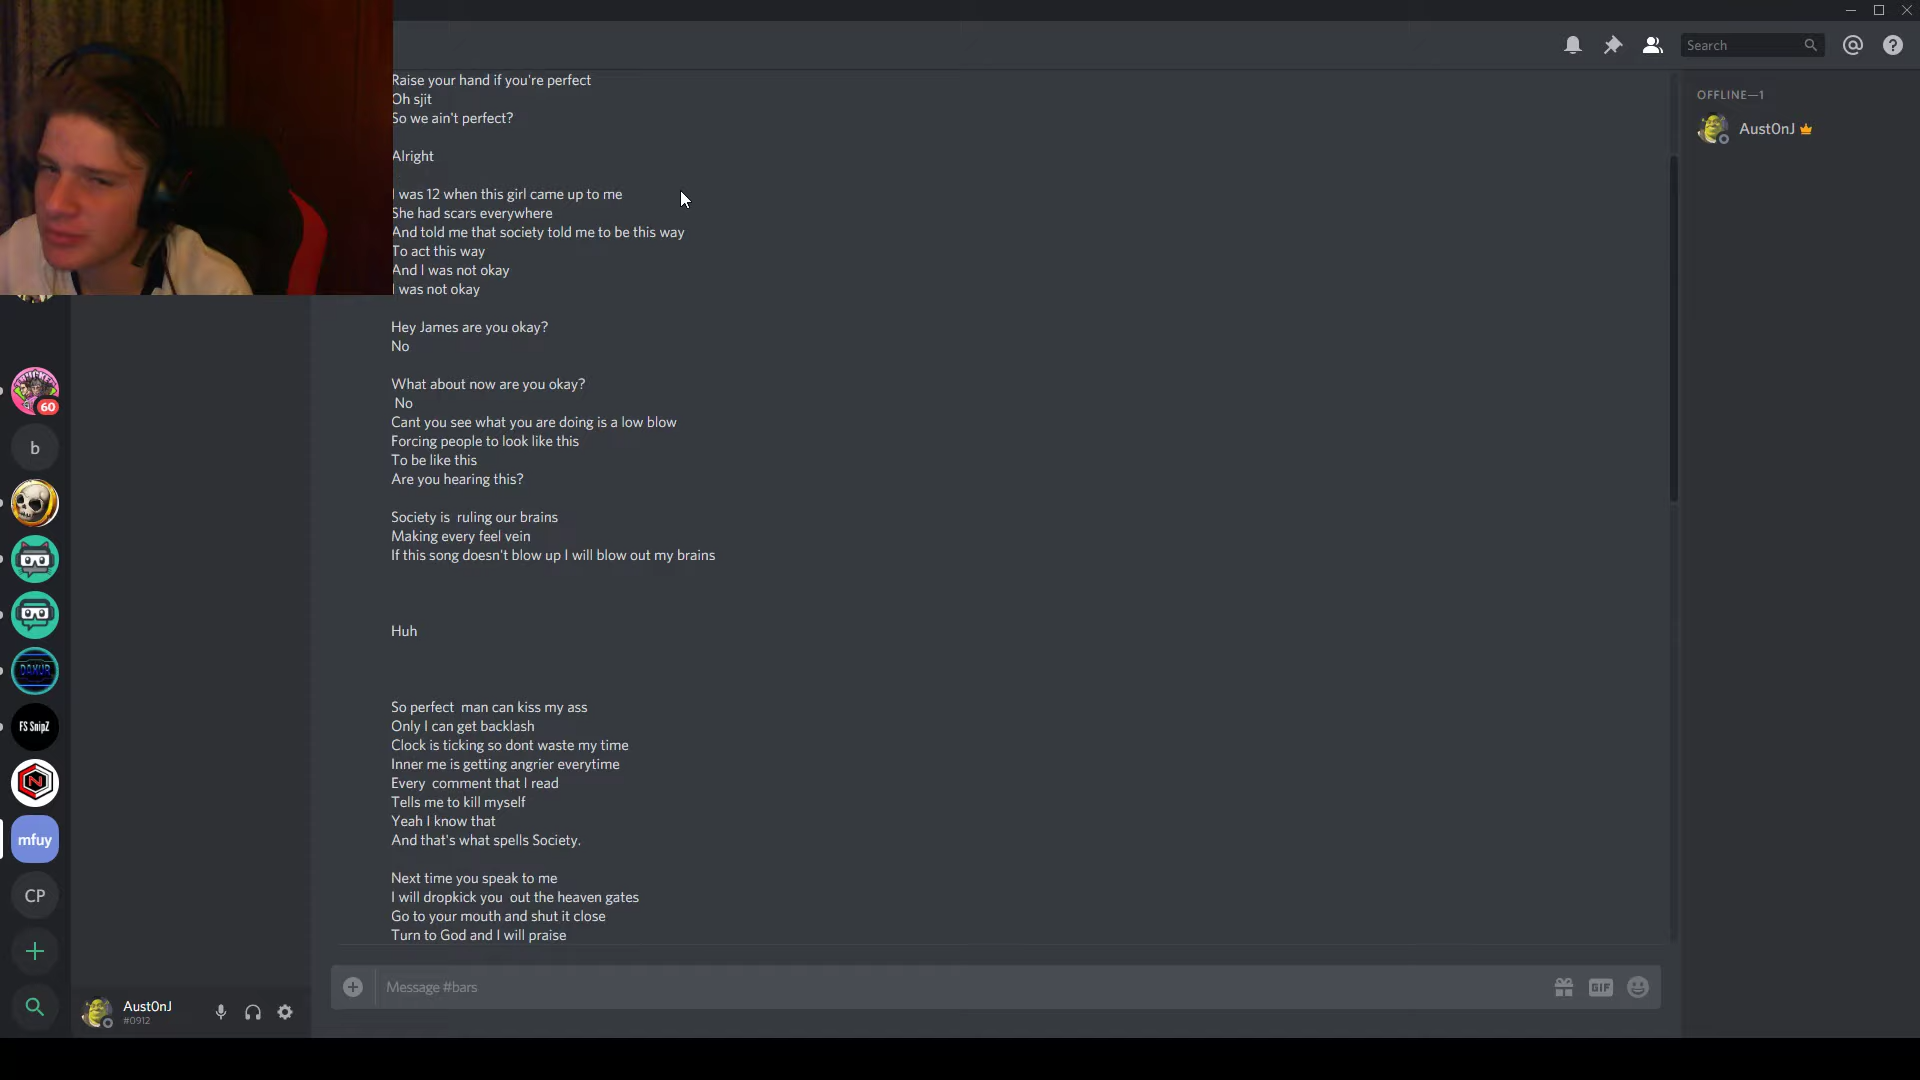 Search
OFFLINE—1
Aust0nJ
Raise your hand if you're perfect
Oh sjit
So we ain't perfect?
Alright
I was 12 when this girl came up to me
She had scars everywhere
And told me that society told me to be this way
To act this way
And I was not okay
I was not okay
Hey James are you okay?
No
What about now are you okay?
No
Cant you see what you are doing is a low blow
Forcing people to look like this
To be like this
Are you hearing this?
Society is  ruling our brains
Making every feel vein
If this song doesn't blow up I will blow out my brains
Huh
So perfect  man can kiss my ass
Only I can get backlash
Clock is ticking so dont waste my time
Inner me is getting angrier everytime
Every  comment that I read
Tells me to kill myself
Yeah I know that
And that's what spells Society.
Next time you speak to me
I will dropkick you  out the heaven gates
Go to your mouth and shut it close
Turn to God and I will praise
60
b
DAKUR
FS SnipZ
N
mfuy
CP
Aust0nJ
#0912
Message #bars
GIF